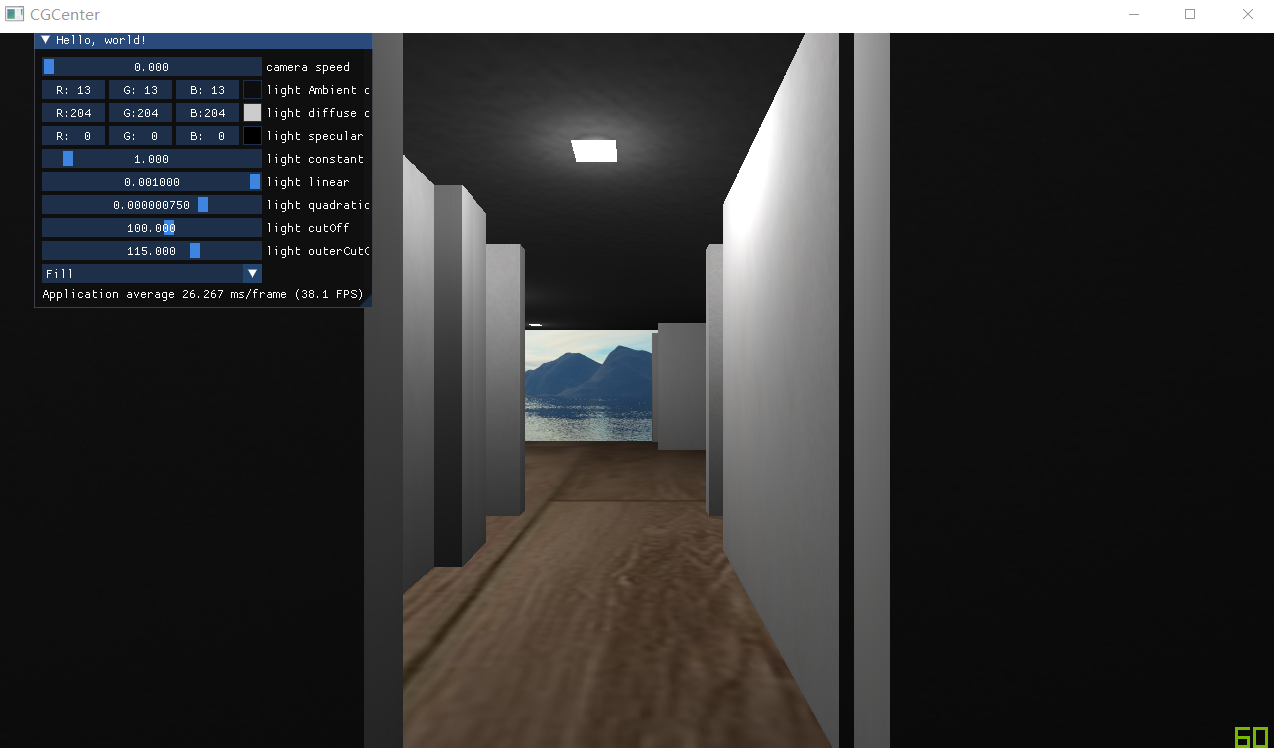 CGCenter
Hello, world!
0.000 camera speed
R: 13 G: 13 B: 13 light Ambient c
R:204 G:204 B:204 light diffuse c
R: 0 G: 0 B: 0 light specular
1.000 light constant
0.001000 light linear
0.000000750 light quadratic
100.000 light cutOff
115.000 light outerCutO
Fill
Application average 26.267 ms/frame (38.1 FPS)
60